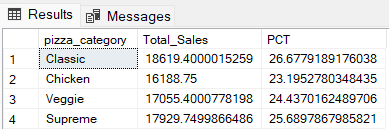 Results Messages
pizza_category Total_Sales PCT
1 Classic 18619.4000015259 26.6779189176038
2 Chicken 16188.75 23.1952780348435
3 Veggie 17055.4000778198 24.4370162489706
4 Supreme 17929.7499866486 25.6897867985821